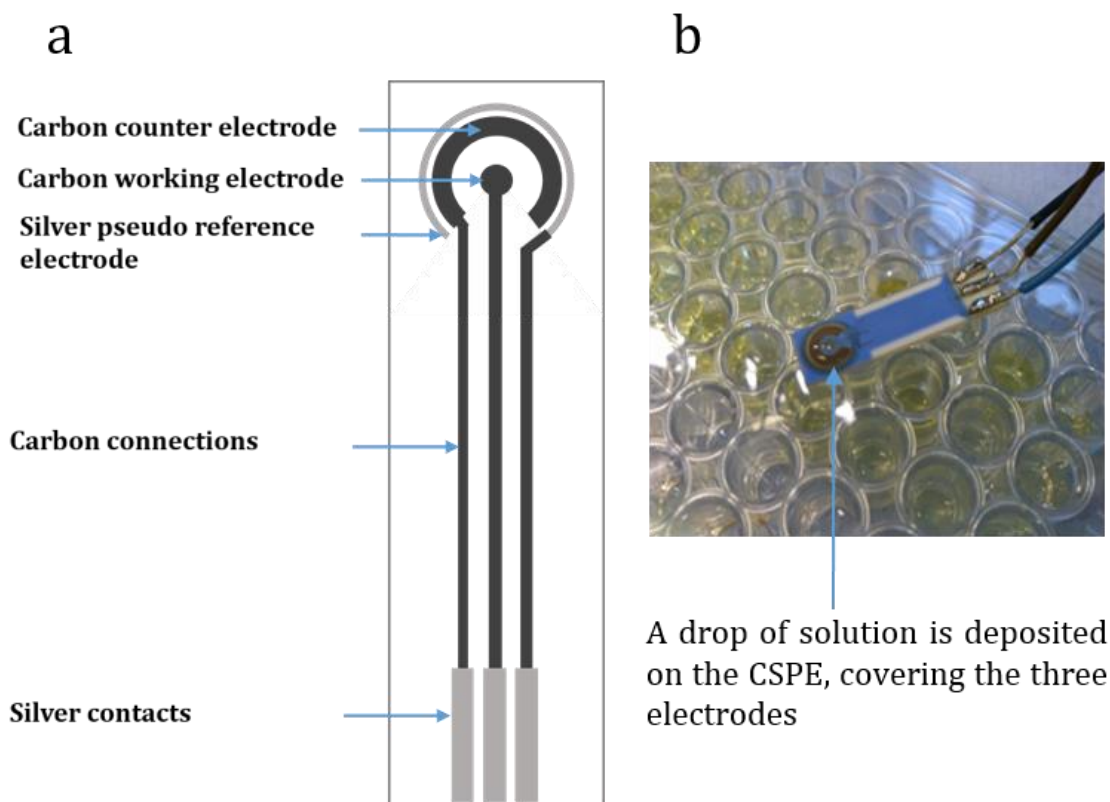 a
b
Carbon counter electrode
Carbon working electrode
Silver pseudo reference
electrode
Carbon connections
Silver contacts
A drop of solution is deposited
on the CSPE, covering the three
electrodes